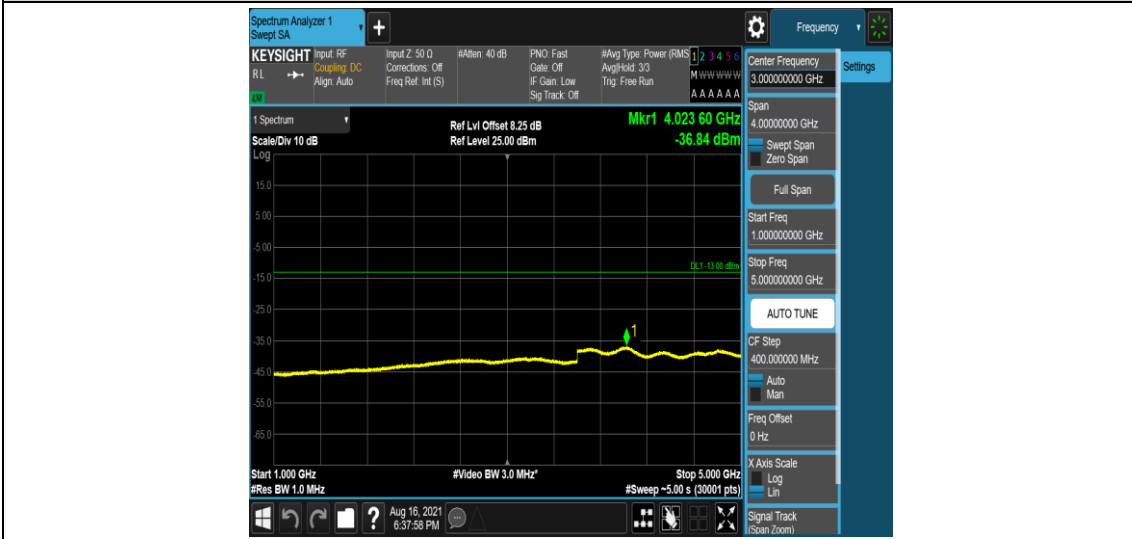 Spectrum Analyzer 1
Swept SA
+
Frequency
KEYSIGHT
RL
LW
Input: RF
Coupling: DC
Align: Auto
Input Z: 50 Ω
Corrections: Off
Freq Ref: Int (S)
#Atten: 40 dB
PNO: Fast
Gate: Off
IF Gain: Low
Sig Track: Off
#Avg Type: Power (RMS
Avg|Hold: 3/3
Trig: Free Run
1 2 3 4 5 6
M W W W W W
A A A A A A
1 Spectrum
Scale/Div 10 dB
Log
Ref Lvl Offset 8.25 dB
Ref Level 25.00 dBm
Mkr1 4.023 60 GHz
-36.84 dBm
15.0
5.00
-5.00
DL1 -13.00 dBm
-15.0
-25.0
1
-35.0
-45.0
-55.0
-65.0
Start 1.000 GHz
#Res BW 1.0 MHz
#Video BW 3.0 MHz*
Stop 5.000 GHz
#Sweep ~5.00 s (30001 pts)
?
Aug 16, 2021
6:37:58 PM
Center Frequency
3.000000000 GHz
Settings
Span
4.00000000 GHz
Swept Span
Zero Span
Full Span
Start Freq
1.000000000 GHz
Stop Freq
5.000000000 GHz
AUTO TUNE
CF Step
400.000000 MHz
Auto
Man
Freq Offset
0 Hz
X Axis Scale
Log
Lin
Signal Track
(Span Zoom)